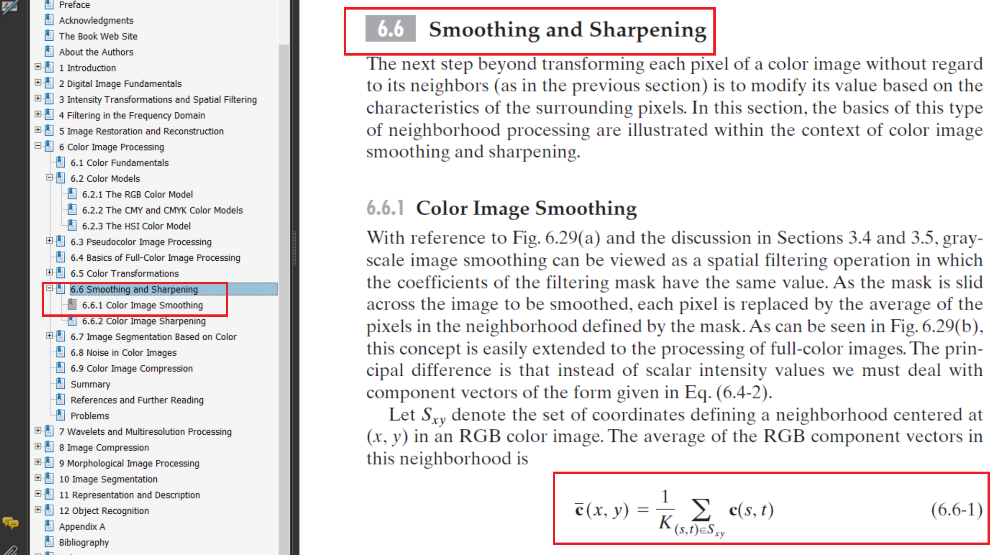 Preface
Acknowledgments
The Book Web Site
About the Authors
1 Introduction
2 Digital Image Fundamentals
3 Intensity Transformations and Spatial Filtering
4 Filtering in the Frequency Domain
5 Image Restoration and Reconstruction
6 Color Image Processing
6.1 Color Fundamentals
6.2 Color Models
6.2.1 The RGB Color Model
6.2.2 The CMY and CMYK Color Models
6.2.3 The HSI Color Model
6.3 Pseudocolor Image Processing
6.4 Basics of Full-Color Image Processing
6.5 Color Transformations
6.6 Smoothing and Sharpening
6.6.1 Color Image Smoothing
6.6.2 Color Image Sharpening
6.7 Image Segmentation Based on Color
6.8 Noise in Color Images
6.9 Color Image Compression
Summary
References and Further Reading
Problems
7 Wavelets and Multiresolution Processing
8 Image Compression
9 Morphological Image Processing
10 Image Segmentation
11 Representation and Description
12 Object Recognition
Appendix A
Bibliography
6.6 Smoothing and Sharpening
The next step beyond transforming each pixel of a color image without regard
to its neighbors (as in the previous section) is to modify its value based on the
characteristics of the surrounding pixels. In this section, the basics of this type
of neighborhood processing are illustrated within the context of color image
smoothing and sharpening.
6.6.1 Color Image Smoothing
With reference to Fig. 6.29(a) and the discussion in Sections 3.4 and 3.5, gray-
scale image smoothing can be viewed as a spatial filtering operation in which
the coefficients of the filtering mask have the same value. As the mask is slid
across the image to be smoothed, each pixel is replaced by the average of the
pixels in the neighborhood defined by the mask. As can be seen in Fig. 6.29(b),
this concept is easily extended to the processing of full-color images. The prin-
cipal difference is that instead of scalar intensity values we must deal with
component vectors of the form given in Eq. (6.4-2).
Let S_xy denote the set of coordinates defining a neighborhood centered at
(x, y) in an RGB color image. The average of the RGB component vectors in
this neighborhood is
c̄(x, y) = 1/K ∑_(s,t)∈S_xy c(s, t) (6.6-1)